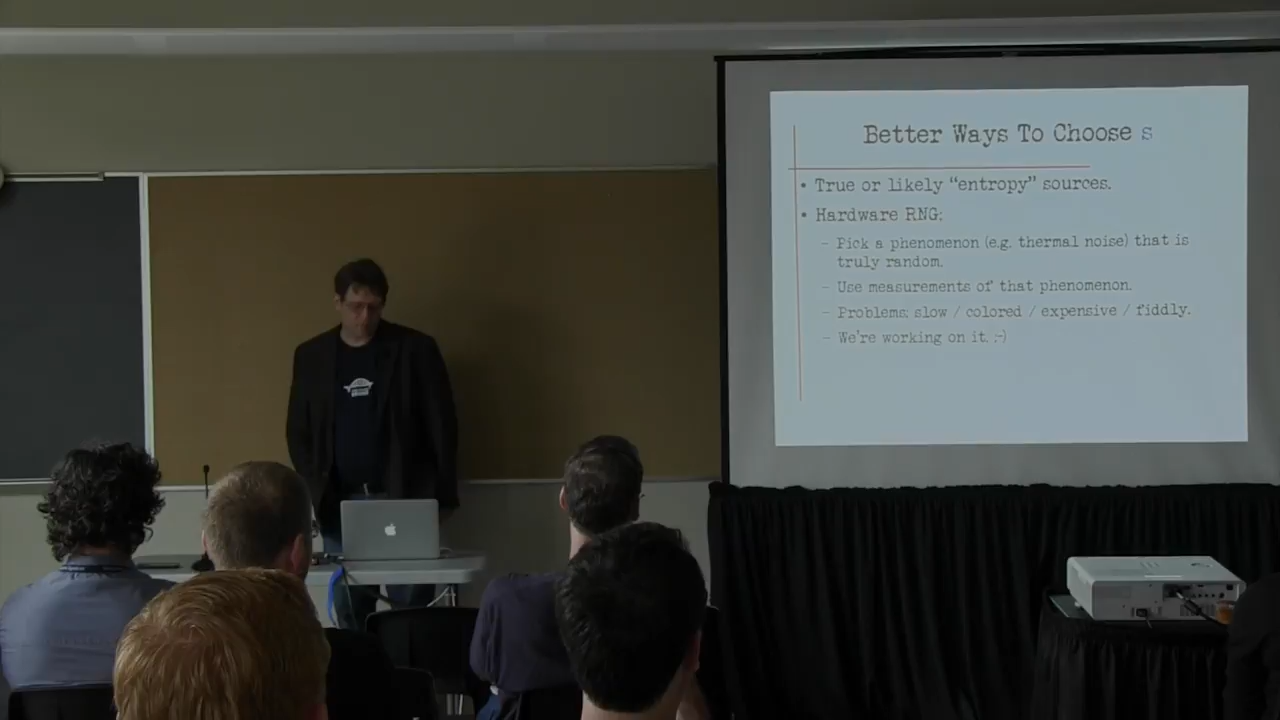 Better Ways To Choose s
• True or likely “entropy” sources.
• Hardware RNG:
– Pick a phenomenon (e.g. thermal noise) that is
truly random.
– Use measurements of that phenomenon.
– Problems: slow / colored / expensive / fiddly.
– We're working on it. ;-)